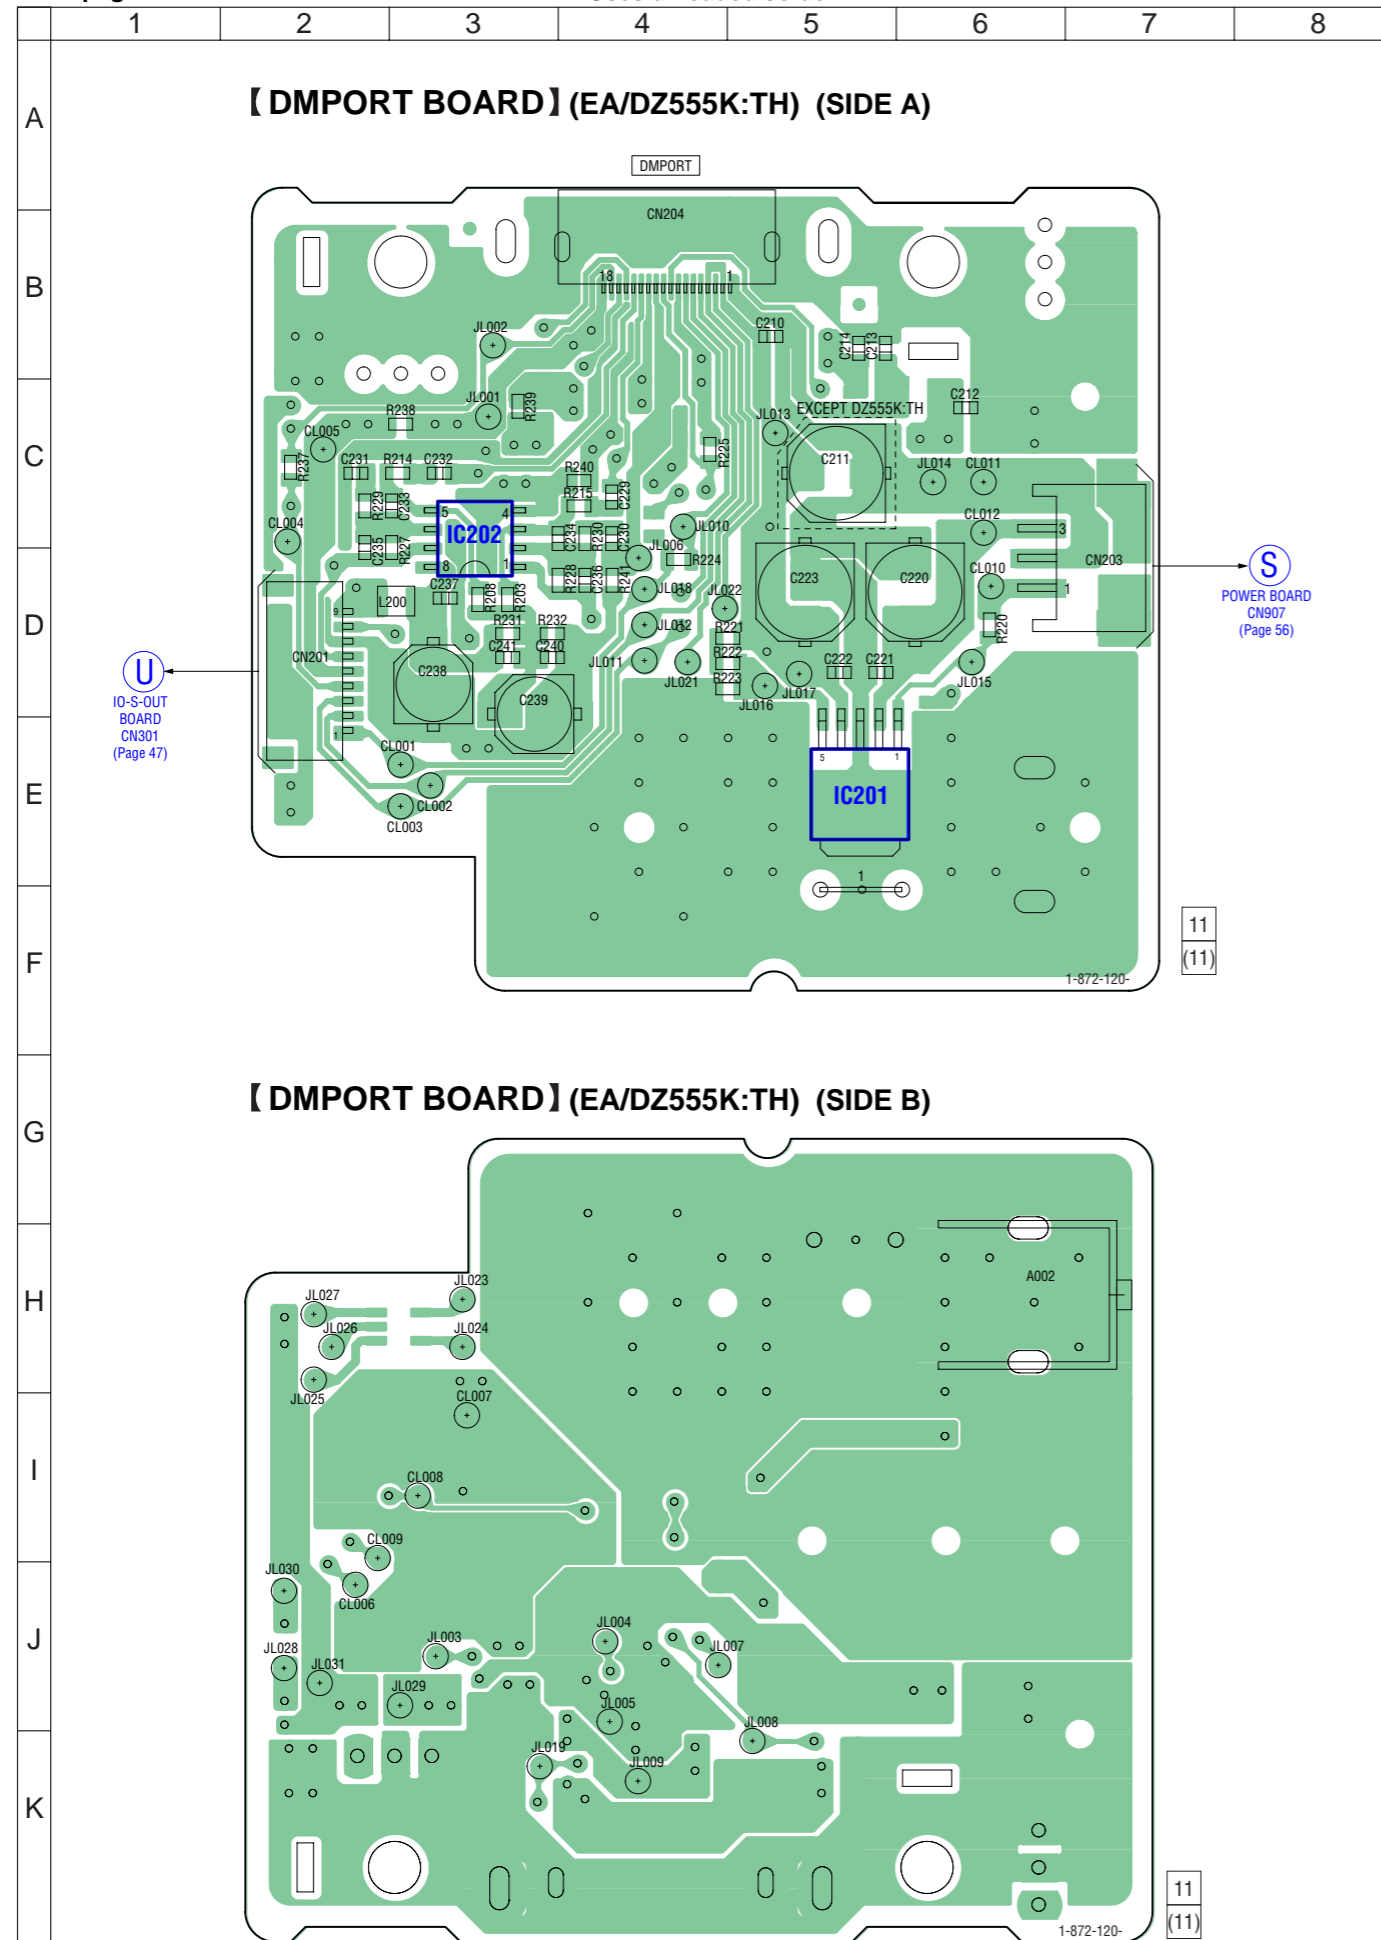 1 2 3 4 5 6 7 8
A
【DMPORT BOARD】(EA/DZ555K:TH) (SIDE A)
DMPORT
CN204
B
18 1
JL002
C210
C214
C213
JL001
R239
R238
C212
EXCEPT DZ555K:TH
JL013
CL005
C
R237
C231 R214 C232
R225
C211
R240
JL014 CL011
R215
C229
R229
C233
5 4
IC202
8 1
CL004
C235
R227
C234
R230
C230
JL010
CL012
3
CN203
1
JL006
R224
R228
C236
R241
C223
C220
CL010
S
POWER BOARD
CN907
(Page 56)
D
L200
C237
R208
R203
JL018
JL022
9
CN201
1
R231 R232
JL012
R221
R220
C241 C240
JL011
R222
C222 C221
U
IO-S-OUT
BOARD
CN301
(Page 47)
C238
JL021
R223
JL017
JL015
JL016
C239
CL001
5 1
IC201
E
CL002
CL003
1
F
11
(11)
1-872-120-
【DMPORT BOARD】(EA/DZ555K:TH) (SIDE B)
G
A002
H
JL023
JL027
JL026
JL024
JL025
CL007
I
CL008
CL009
JL030
CL006
J
JL004
JL003
JL007
JL028
JL031
JL029
JL005
JL008
JL019
JL009
K
11
(11)
1-872-120-